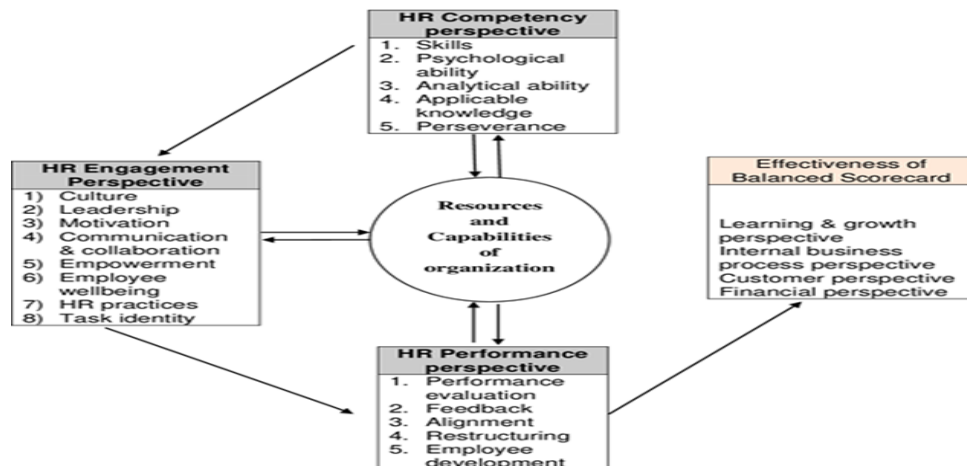 HR Competency
perspective
1. Skills
2. Psychological
ability
3. Analytical ability
4. Applicable
knowledge
5. Perseverance
HR Engagement
Perspective
1) Culture
2) Leadership
3) Motivation
4) Communication
& collaboration
5) Empowerment
6) Employee
wellbeing
7) HR practices
8) Task identity
Resources
and
Capabilities
of
organization
Effectiveness of
Balanced Scorecard
Learning & growth
perspective
Internal business
process perspective
Customer perspective
Financial perspective
HR Performance
perspective
1. Performance
evaluation
2. Feedback
3. Alignment
4. Restructuring
5. Employee
development